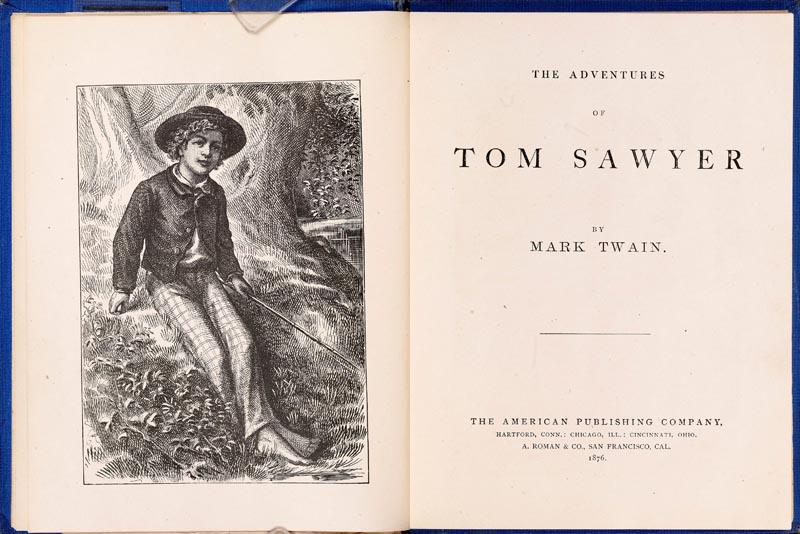 THE ADVENTURES
OF
TOM SAWYER
BY
MARK TWAIN.
THE AMERICAN PUBLISHING COMPANY,
HARTFORD, CONN.: CHICAGO, ILL.: CINCINNATI, OHIO.
A. ROMAN & CO., SAN FRANCISCO, CAL.
1876.